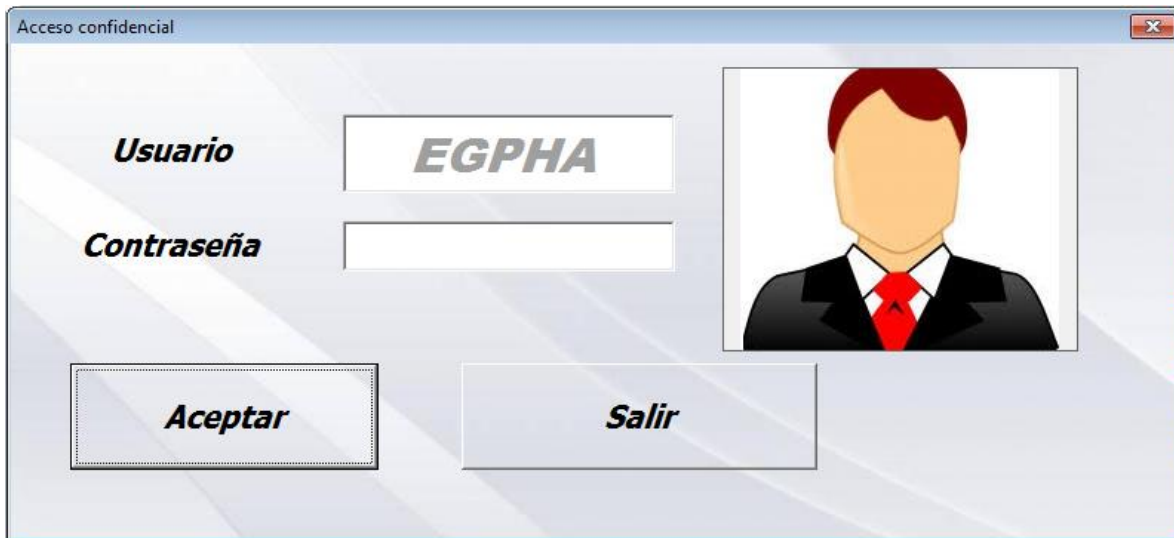 Acceso confidencial
Usuario
EGPHA
Contraseña
Aceptar
Salir